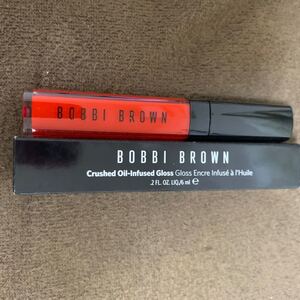 BOBBI BROWN
BOBBI BROWN
Crushed Oil-Infused Gloss Gloss Encre Infusé à l'Huile
.2 FL. OZ. LIQ./6 ml ℮